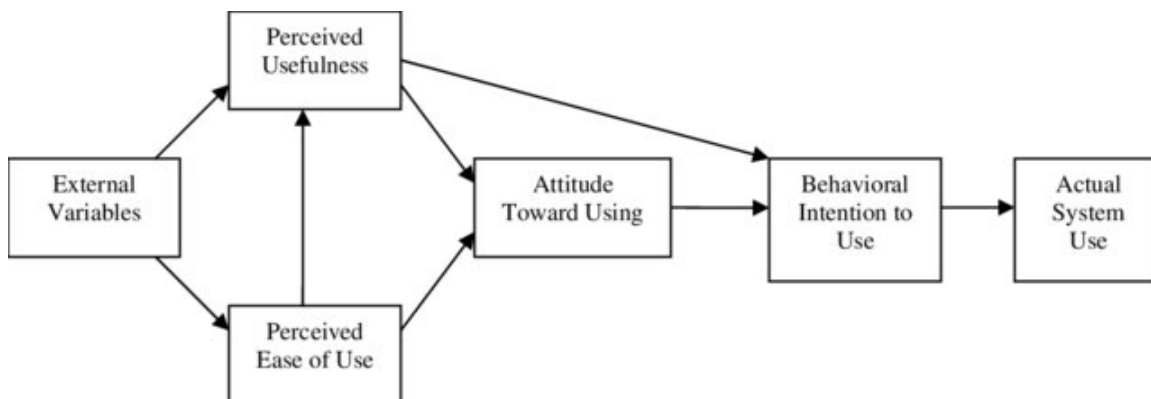 Perceived
Usefulness
External
Variables
Attitude
Toward Using
Behavioral
Intention to
Use
Actual
System
Use
Perceived
Ease of Use